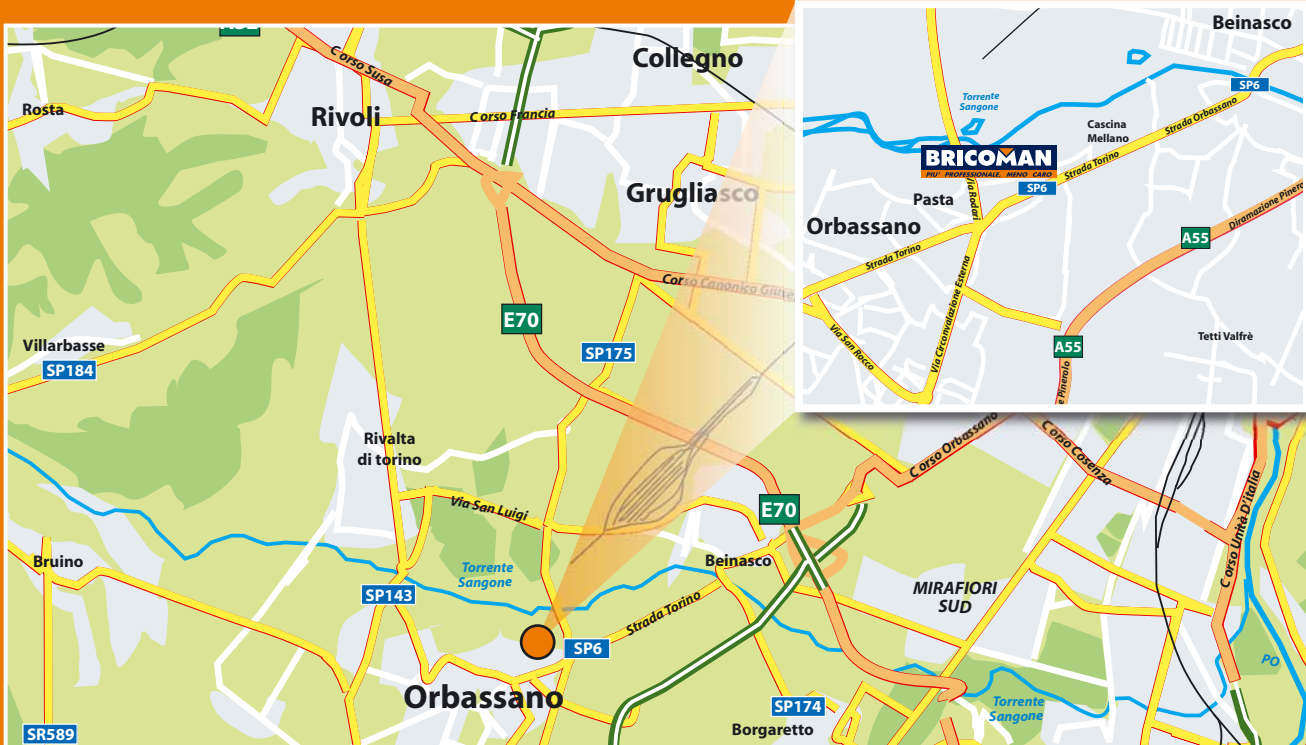 Collegno
Corso Susa
Rosta
Rivoli
Corso Francia
Grugliasco
Corso Canonico Giuse
E70
SP175
Villarbasse
SP184
Rivalta
di torino
Via San Luigi
Corso Orbassano
Corso Cosenza
Corso Unità D'italia
E70
Bruino
Torrente
Sangone
Beinasco
SP143
MIRAFIORI
SUD
Strada Torino
SP6
PO
Orbassano
SP174
Torrente
Sangone
Borgaretto
SR589
Beinasco
SP6
Torrente
Sangone
Strada Orbassano
Cascina
Mellano
BRICOMAN
PIU' PROFESSIONALE, MENO CARO
Strada Torino
SP6
Pasta
lla Rodari
Orbassano
Diramazione Pinero
A55
Strada Torino
Via Circonvalazione Esterna
Via San Rocco
A55
Tetti Valfrè
e Pinerolo